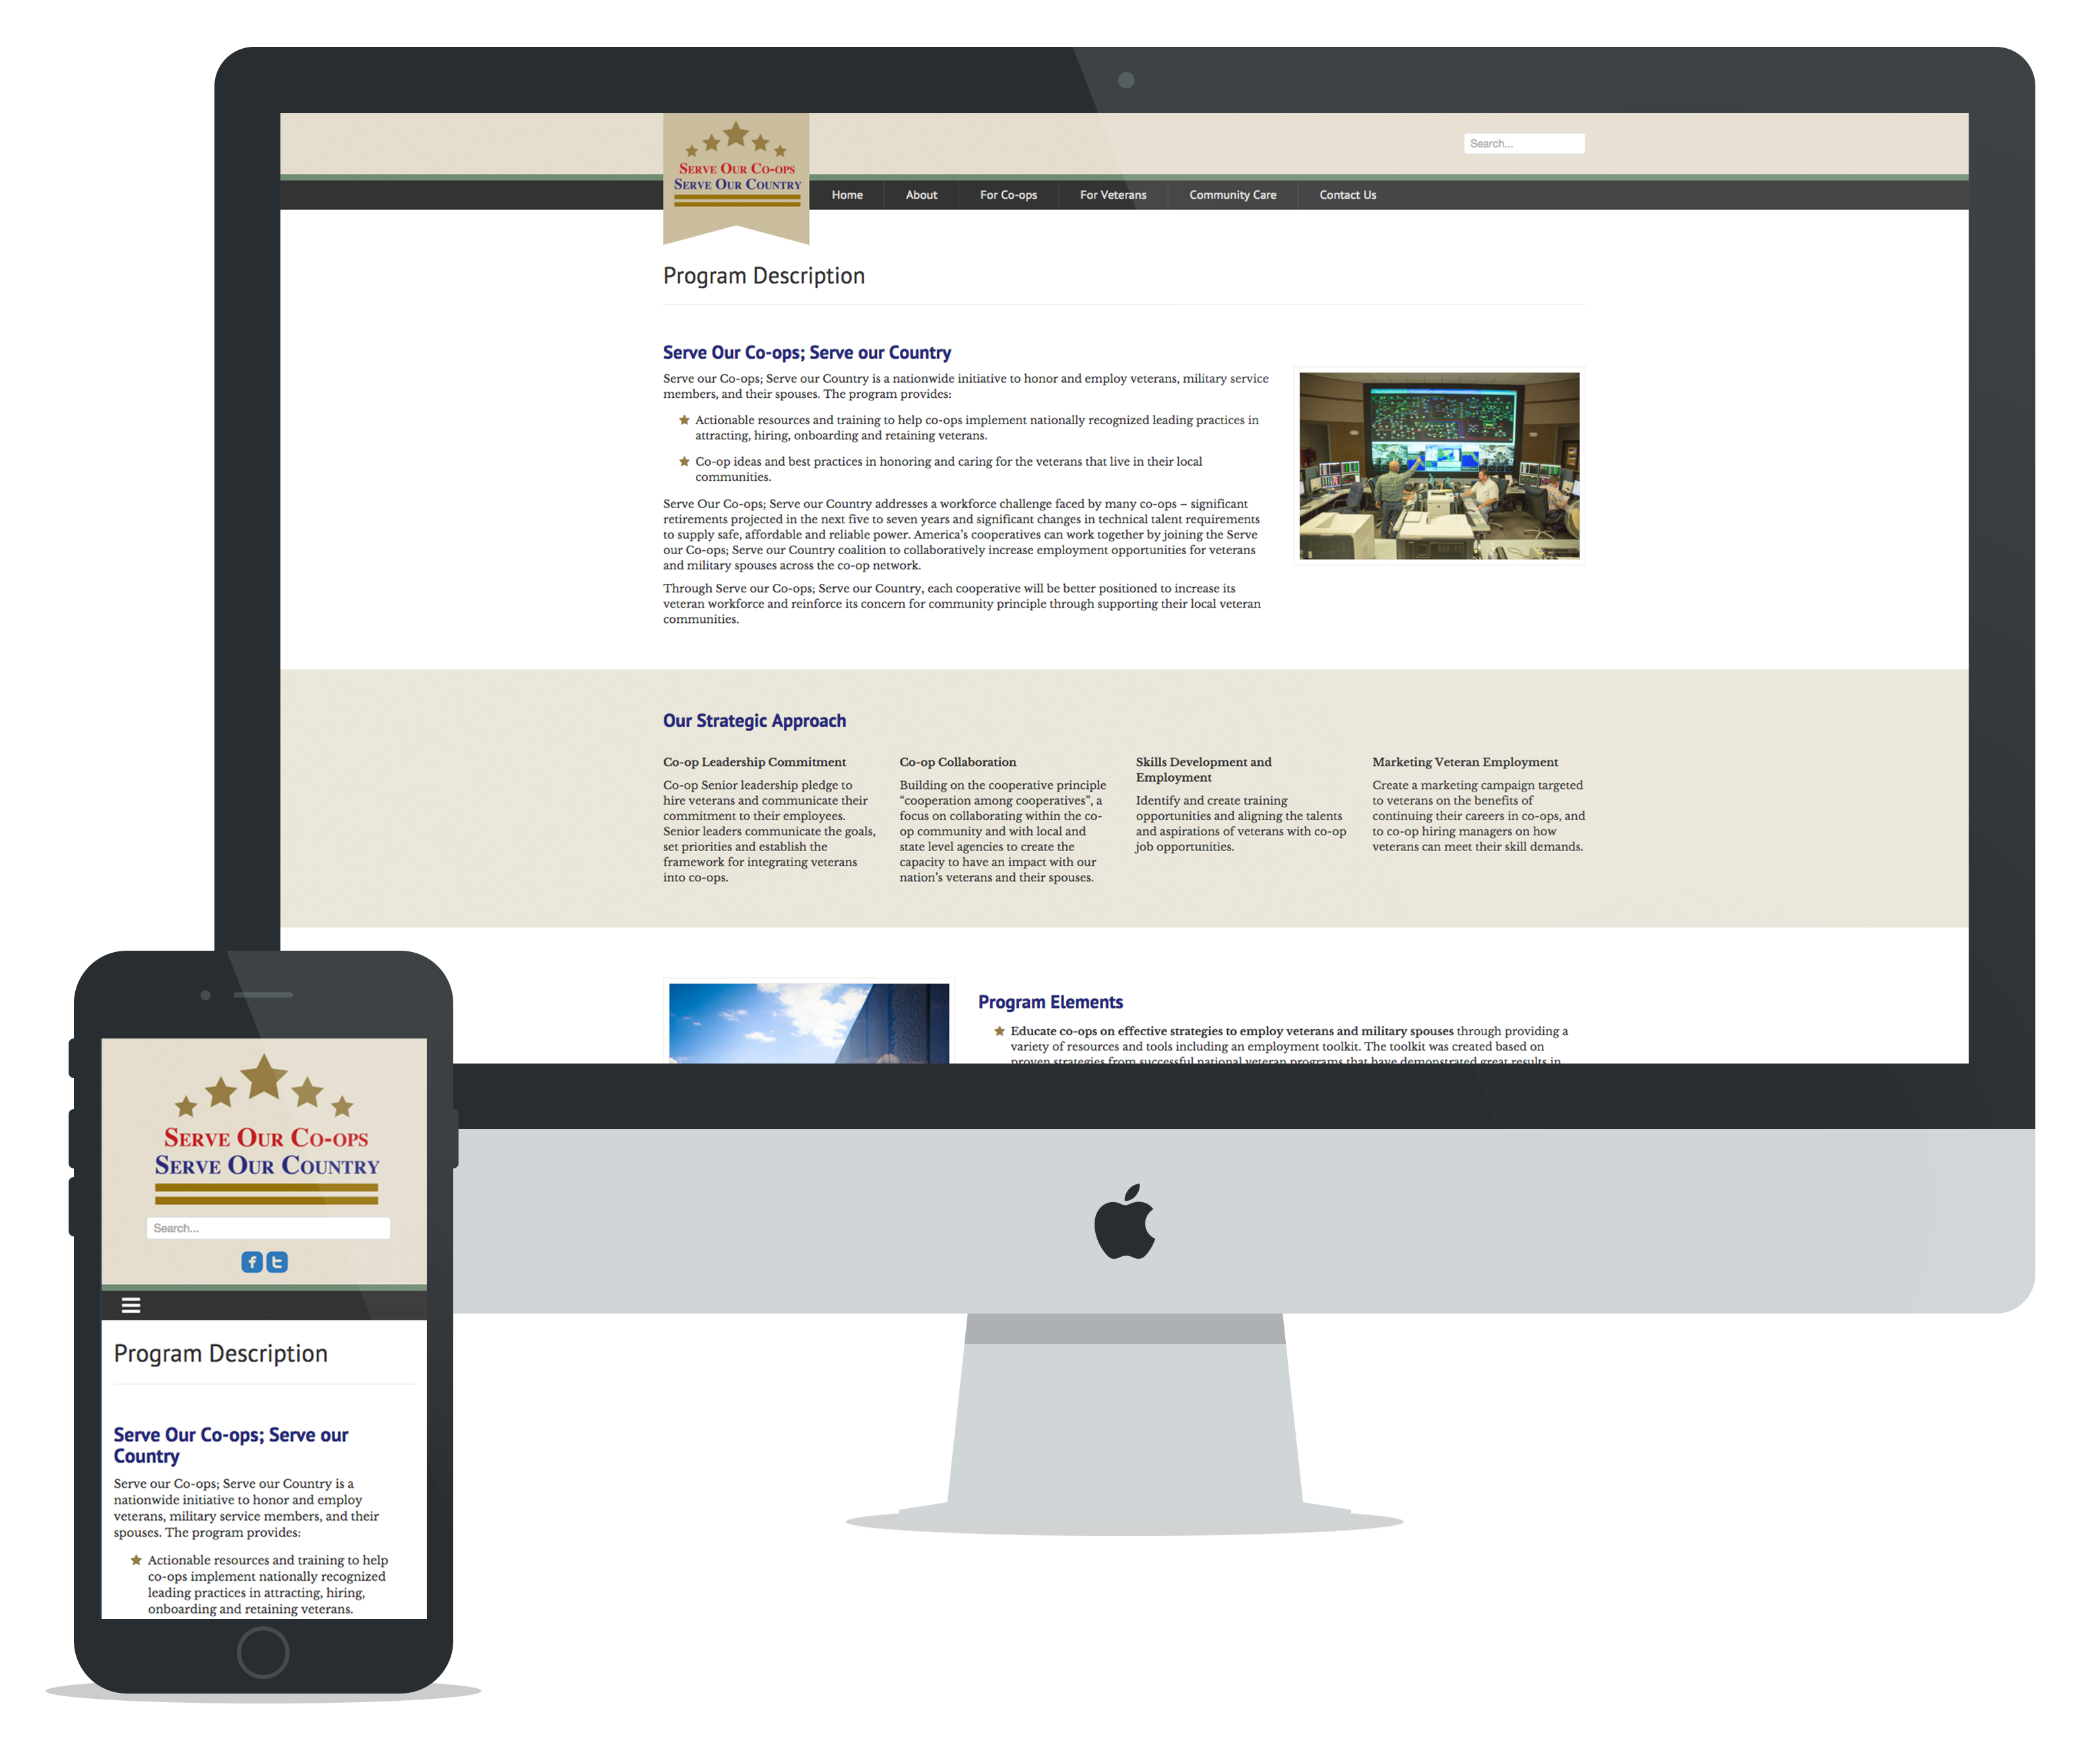 Serve Our Co-ops
Serve Our Country
Search...
Home About For Co-ops For Veterans Community Care Contact Us
Program Description
Serve Our Co-ops; Serve our Country
Serve our Co-ops; Serve our Country is a nationwide initiative to honor and employ veterans, military service
members, and their spouses. The program provides:
Actionable resources and training to help co-ops implement nationally recognized leading practices in
attracting, hiring, onboarding and retaining veterans.
Co-op ideas and best practices in honoring and caring for the veterans that live in their local
communities.
Serve Our Co-ops; Serve our Country addresses a workforce challenge faced by many co-ops – significant
retirements projected in the next five to seven years and significant changes in technical talent requirements
to supply safe, affordable and reliable power. America's cooperatives can work together by joining the Serve
our Co-ops; Serve our Country coalition to collaboratively increase employment opportunities for veterans
and military spouses across the co-op network.
Through Serve our Co-ops; Serve our Country, each cooperative will be better positioned to increase its
veteran workforce and reinforce its concern for community principle through supporting their local veteran
communities.
Our Strategic Approach
Co-op Leadership Commitment
Co-op Senior leadership pledge to
hire veterans and communicate their
commitment to their employees.
Senior leaders communicate the goals,
set priorities and establish the
framework for integrating veterans
into co-ops.
Co-op Collaboration
Building on the cooperative principle
“cooperation among cooperatives”, a
focus on collaborating within the co-
op community and with local and
state level agencies to create the
capacity to have an impact with our
nation's veterans and their spouses.
Skills Development and
Employment
Identify and create training
opportunities and aligning the talents
and aspirations of veterans with co-op
job opportunities.
Marketing Veteran Employment
Create a marketing campaign targeted
to veterans on the benefits of
continuing their careers in co-ops, and
to co-op hiring managers on how
veterans can meet their skill demands.
Program Elements
Educate co-ops on effective strategies to employ veterans and military spouses through providing a
variety of resources and tools including an employment toolkit. The toolkit was created based on
proven strategies from successful national veteran programs that have demonstrated great results in
Serve Our Co-ops
Serve Our Country
Search...
Program Description
Serve Our Co-ops; Serve our
Country
Serve our Co-ops; Serve our Country is a
nationwide initiative to honor and employ
veterans, military service members, and their
spouses. The program provides:
Actionable resources and training to help
co-ops implement nationally recognized
leading practices in attracting, hiring,
onboarding and retaining veterans.